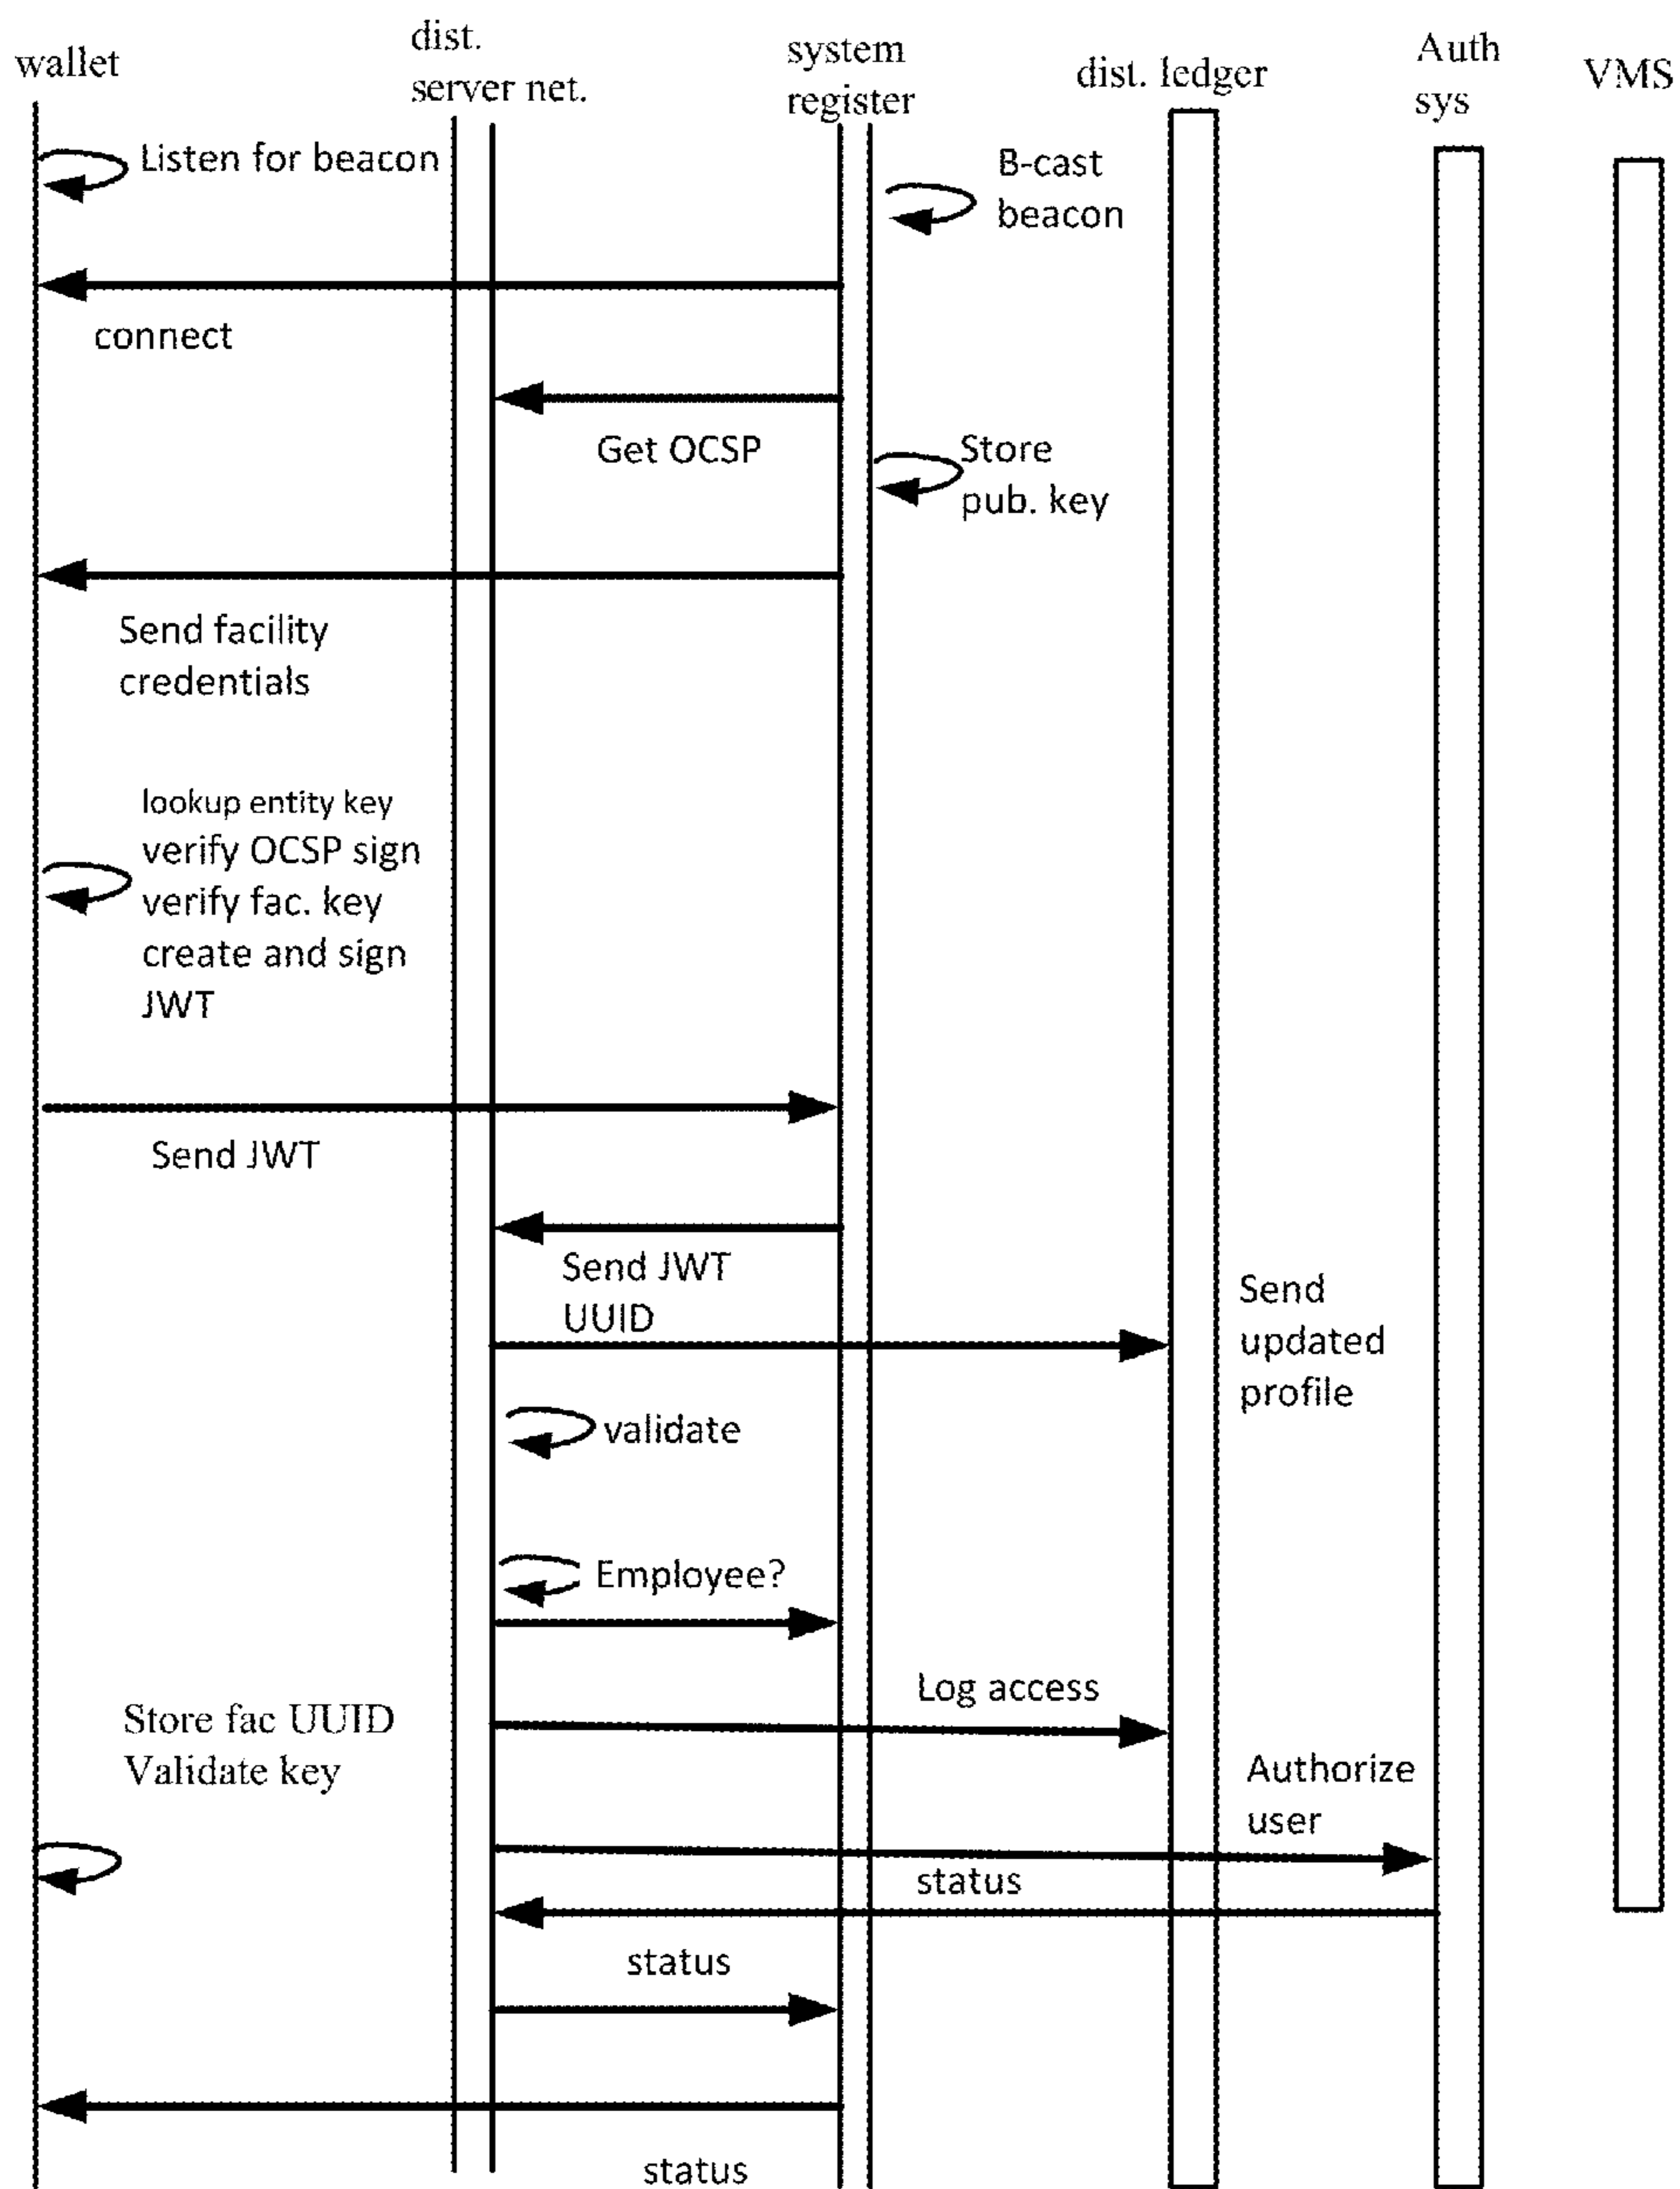 wallet
dist.
server net.
system
register
dist. ledger
Auth
sys
VMS
Listen for beacon
B-cast
beacon
connect
Get OCSP
Store
pub. key
Send facility
credentials
lookup entity key
verify OCSP sign
verify fac. key
create and sign
JWT
Send JWT
Send JWT
UUID
Send
updated
profile
validate
Employee?
Log access
Store fac UUID
Validate key
Authorize
user
status
status
status